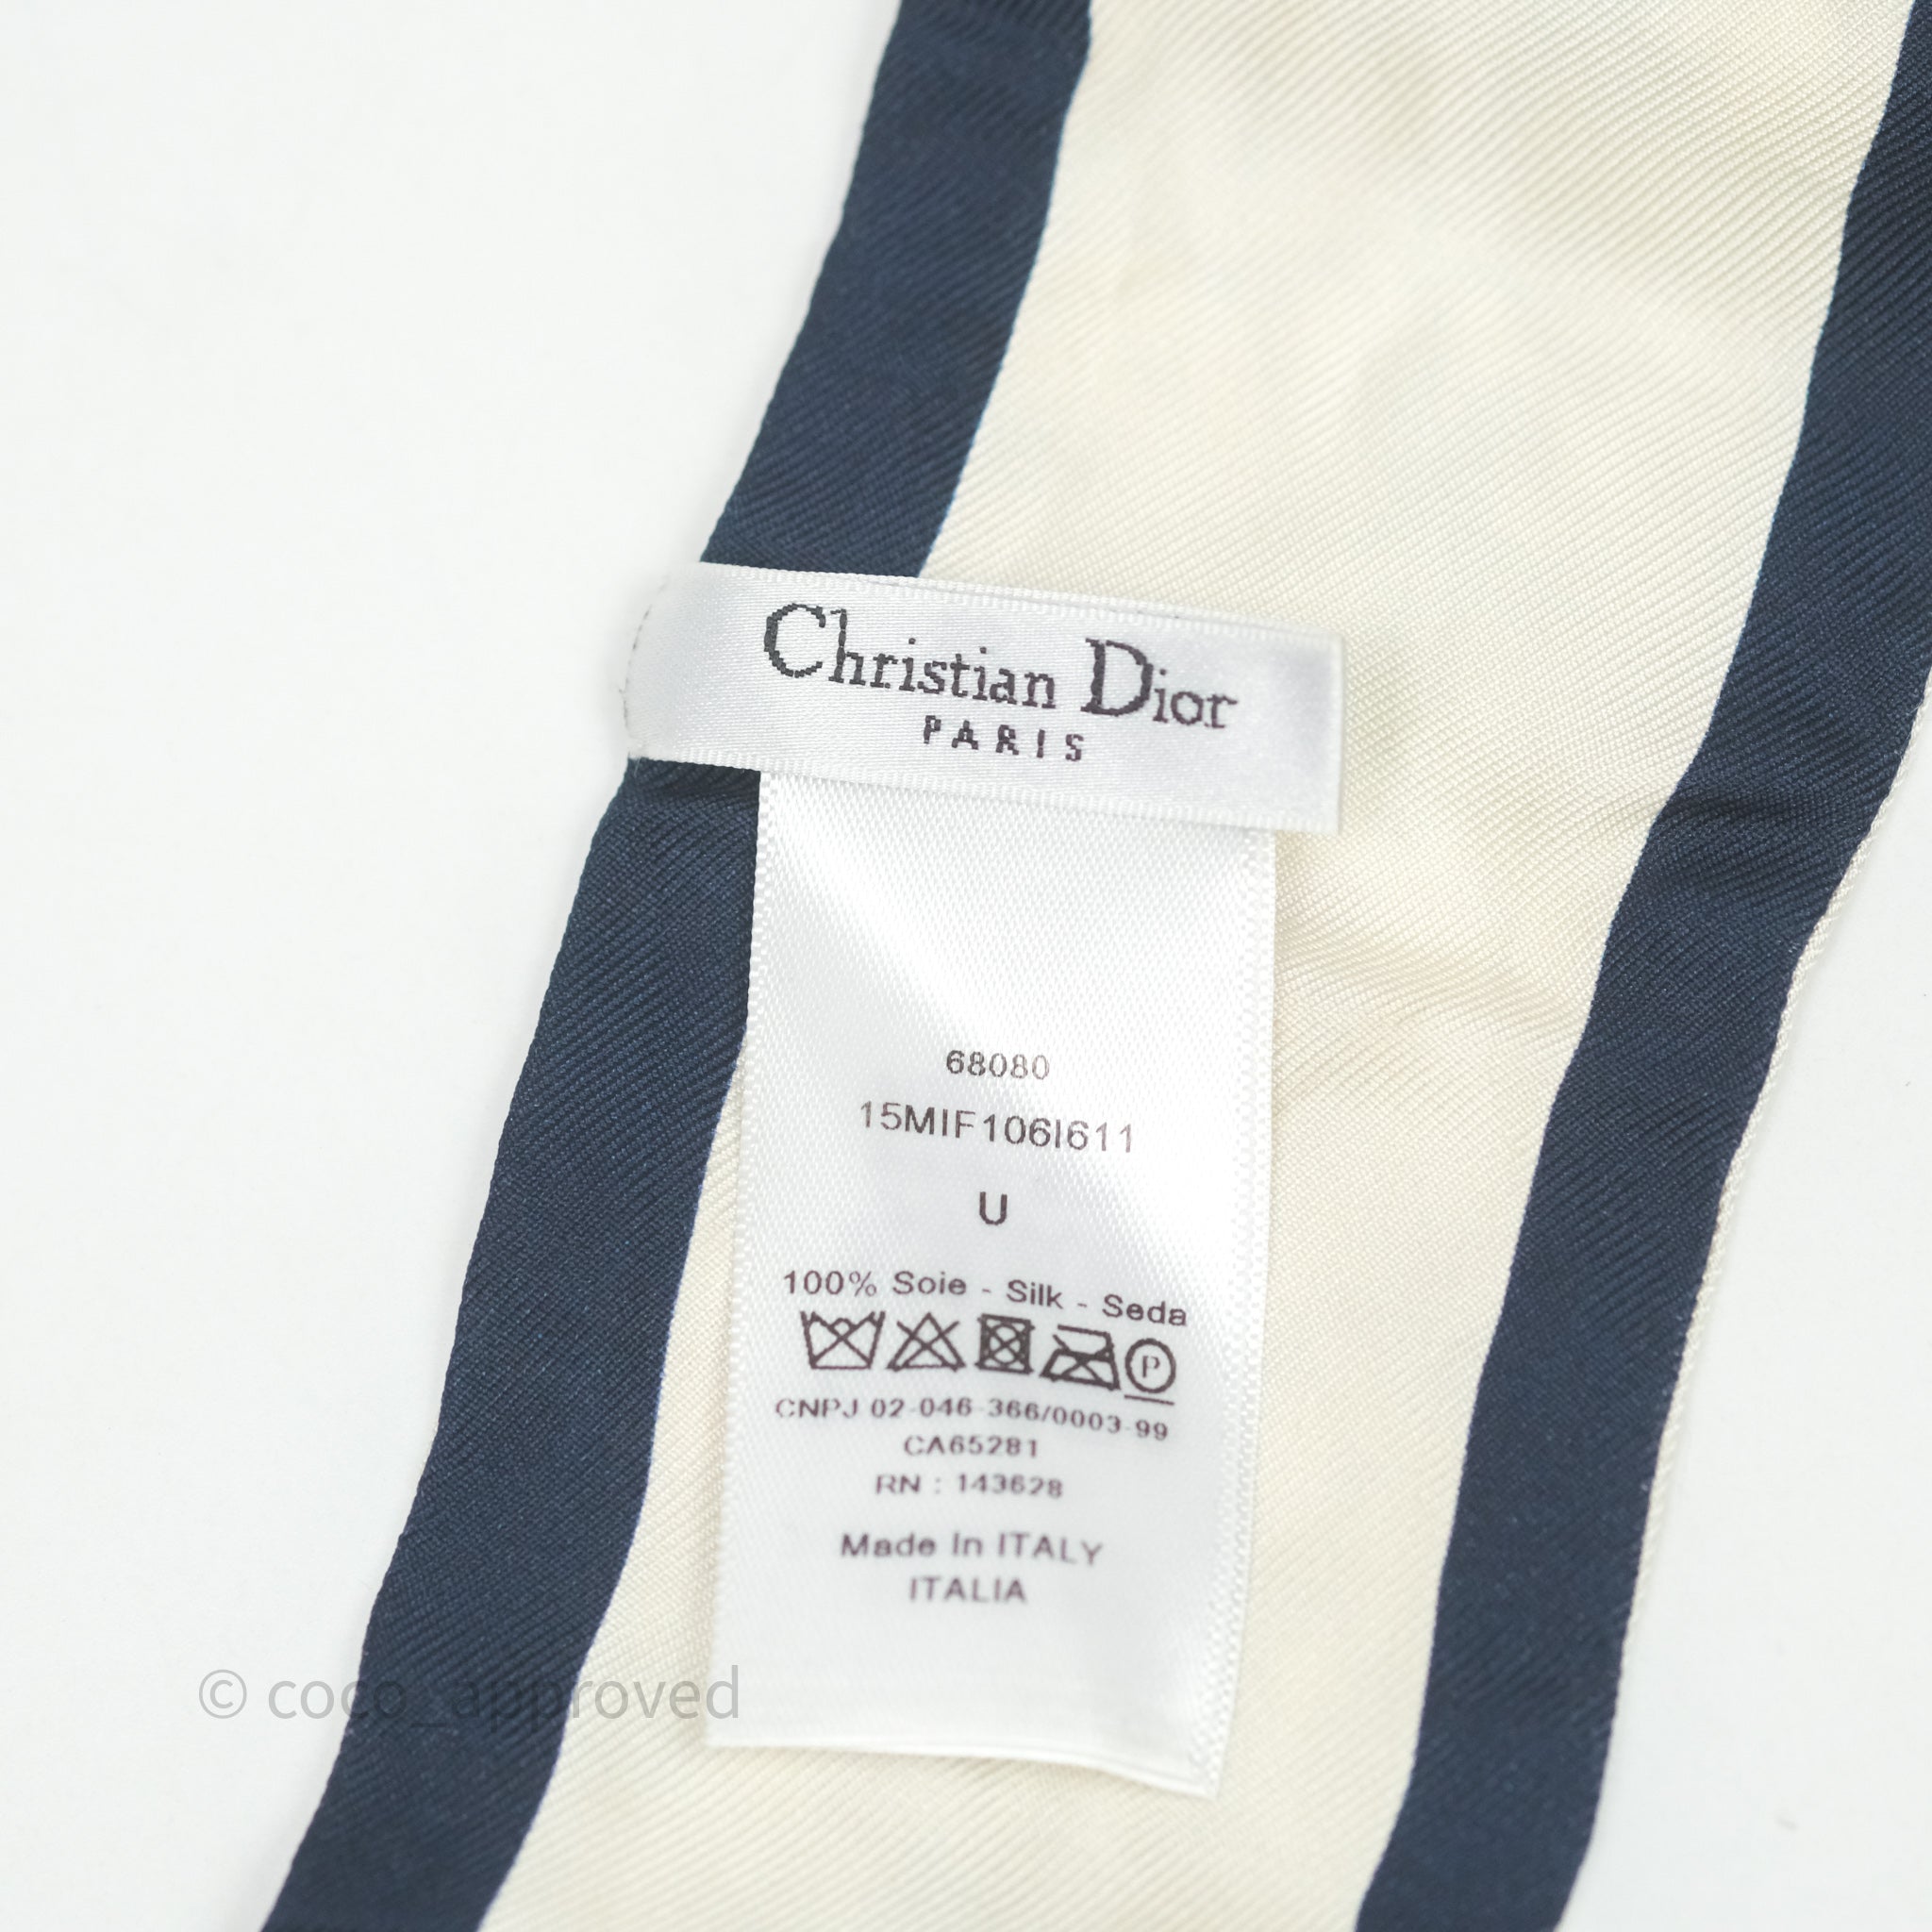 Christian Dior
PARIS
68080
15MIF106I611
U
100% Soie - Silk - Seda
P
CNPJ 02-046-366/0003-99
CA65281
RN : 143628
Made In ITALY
ITALIA
© coco_approved